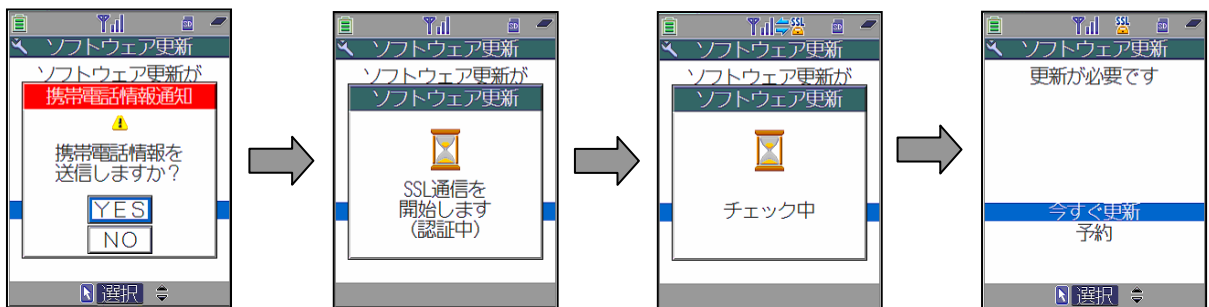 SD
ソフトウェア更新
ソフトウェア更新が
携帯電話情報通知
携帯電話情報を
送信しますか?
YES
NO
選択
SD
ソフトウェア更新
ソフトウェア更新が
ソフトウェア更新
SSL通信を
開始します
(認証中)
SSL
SD
ソフトウェア更新
ソフトウェア更新が
ソフトウェア更新
チェック中
SSL
SD
ソフトウェア更新
更新が必要です
今すぐ更新
予約
選択